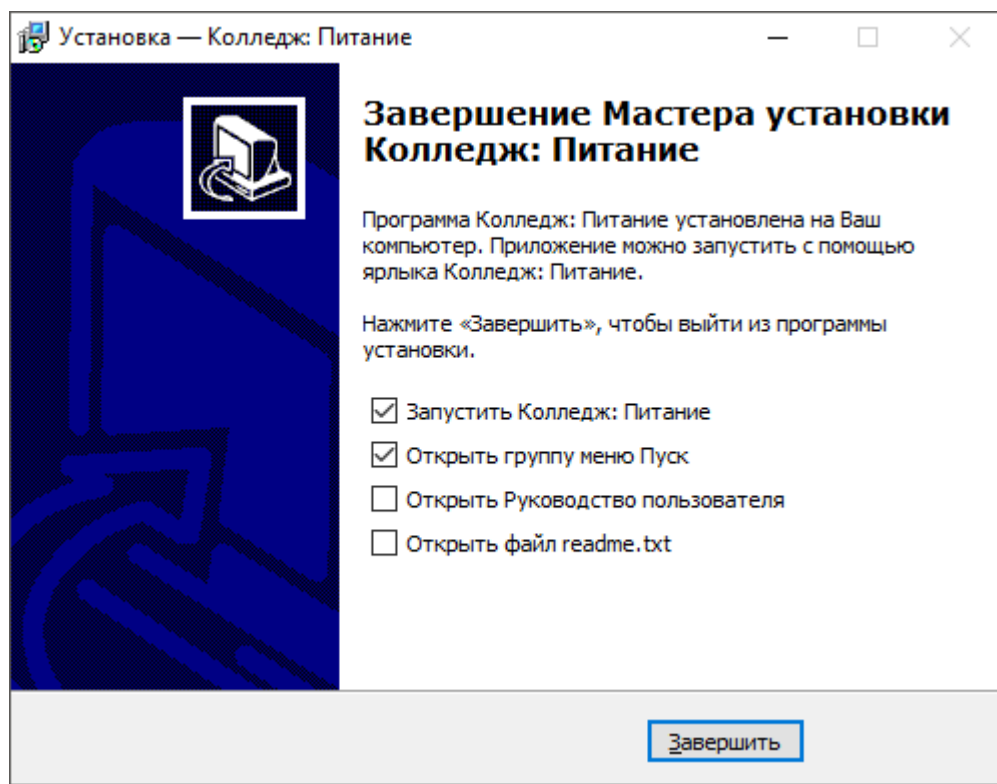 Установка — Колледж: Питание
Завершение Мастера установки
Колледж: Питание
Программа Колледж: Питание установлена на Ваш
компьютер. Приложение можно запустить с помощью
ярлыка Колледж: Питание.
Нажмите «Завершить», чтобы выйти из программы
установки.
Запустить Колледж: Питание
Открыть группу меню Пуск
Открыть Руководство пользователя
Открыть файл readme.txt
Завершить